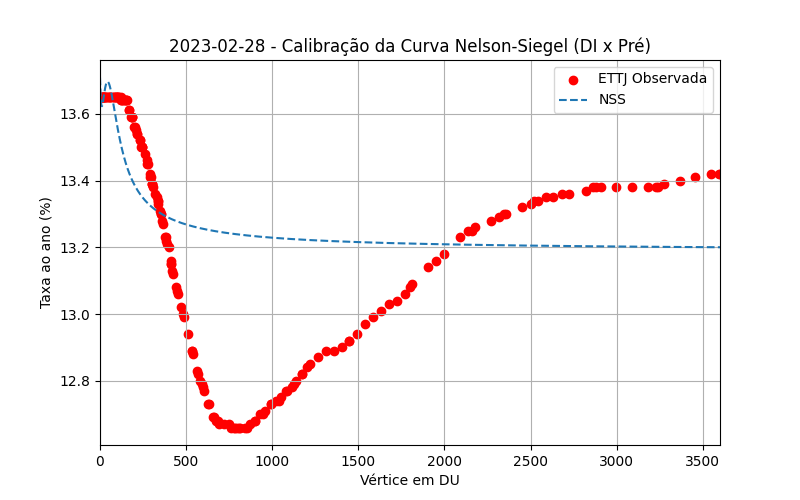 2023-02-28 - Calibração da Curva Nelson-Siegel (DI x Pré)
ETTJ Observada
NSS
Taxa ao ano (%)
13.6
13.4
13.2
13.0
12.8
0 500 1000 1500 2000 2500 3000 3500
Vértice em DU